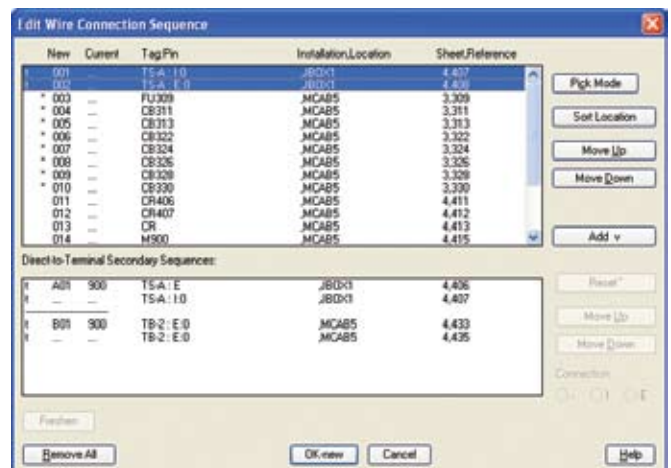 Edit Wire Connection Sequence
New Current Tag,Pin Installation,Location Sheet,Reference
t 001 ... TS-A : I:0 ,JBOX1 4,407
t 002 ... TS-A : E:0 ,JBOX1 4,408
* 003 ... FU309 ,MCAB5 3,309
* 004 ... CB311 ,MCAB5 3,311
* 005 ... CB313 ,MCAB5 3,313
* 006 ... CB322 ,MCAB5 3,322
* 007 ... CB324 ,MCAB5 3,324
* 008 ... CB326 ,MCAB5 3,326
* 009 ... CB328 ,MCAB5 3,328
* 010 ... CB330 ,MCAB5 3,330
011 ... CR406 ,MCAB5 4,411
012 ... CR407 ,MCAB5 4,412
013 ... CR ,MCAB5 4,413
014 ... M900 ,MCAB5 4,415
Pick Mode
Sort Location
Move Up
Move Down
Add v
Direct-to-Terminal Secondary Sequences:
t A01 900 TS-A : E ,JBOX1 4,406
t ... ... TS-A : I:0 ,JBOX1 4,407
t B01 900 TB-2 : E:0 ,MCAB5 4,433
t ... ... TB-2 : E:0 ,MCAB5 4,435
Reset*
Move Up
Move Down
Connection
- I E
Freshen
Remove All
OK-new
Cancel
Help